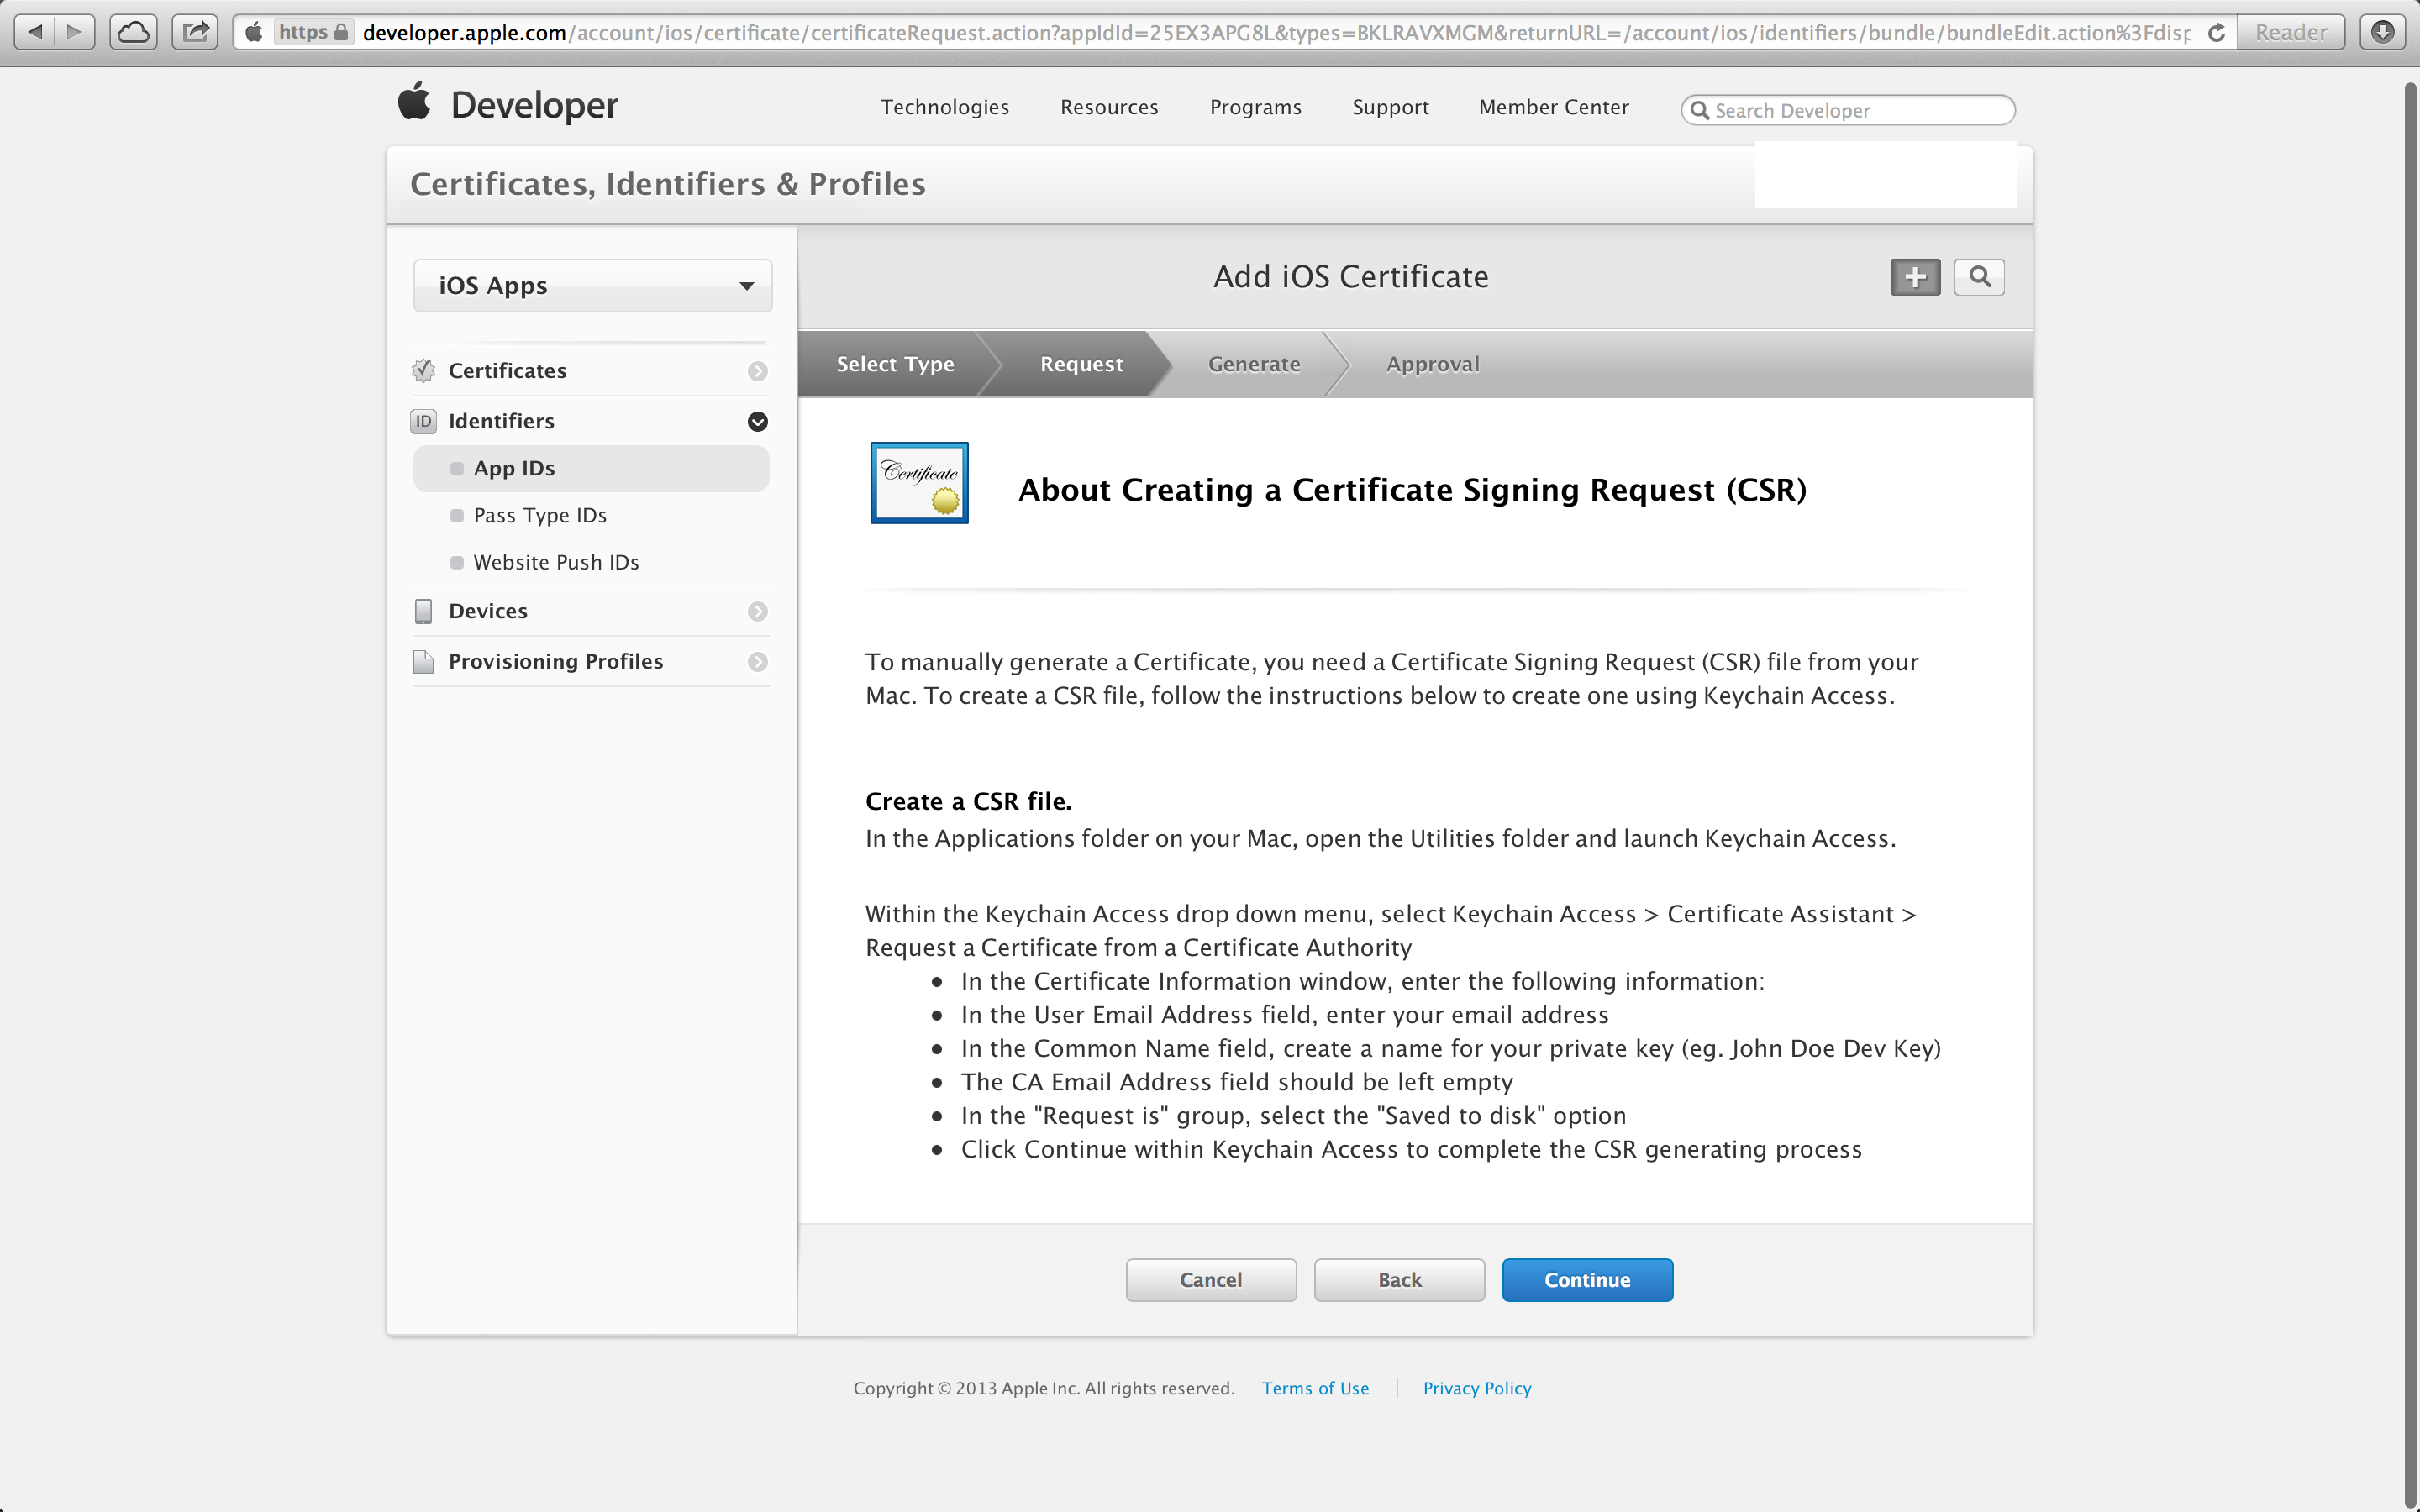 https developer.apple.com/account/ios/certificate/certificateRequest.action?appIdId=25EX3APG8L&types=BKLRAVXMGM&returnURL=/account/ios/identifiers/bundle/bundleEdit.action%3Fdisp Reader
Developer
Technologies Resources Programs Support Member Center Search Developer
Certificates, Identifiers & Profiles
iOS Apps
Certificates
ID Identifiers
App IDs
Pass Type IDs
Website Push IDs
Devices
Provisioning Profiles
Add iOS Certificate
Select Type Request Generate Approval
Certificate
About Creating a Certificate Signing Request (CSR)
To manually generate a Certificate, you need a Certificate Signing Request (CSR) file from your
Mac. To create a CSR file, follow the instructions below to create one using Keychain Access.
Create a CSR file.
In the Applications folder on your Mac, open the Utilities folder and launch Keychain Access.
Within the Keychain Access drop down menu, select Keychain Access > Certificate Assistant >
Request a Certificate from a Certificate Authority
• In the Certificate Information window, enter the following information:
• In the User Email Address field, enter your email address
• In the Common Name field, create a name for your private key (eg. John Doe Dev Key)
• The CA Email Address field should be left empty
• In the "Request is" group, select the "Saved to disk" option
• Click Continue within Keychain Access to complete the CSR generating process
Cancel Back Continue
Copyright © 2013 Apple Inc. All rights reserved. Terms of Use Privacy Policy